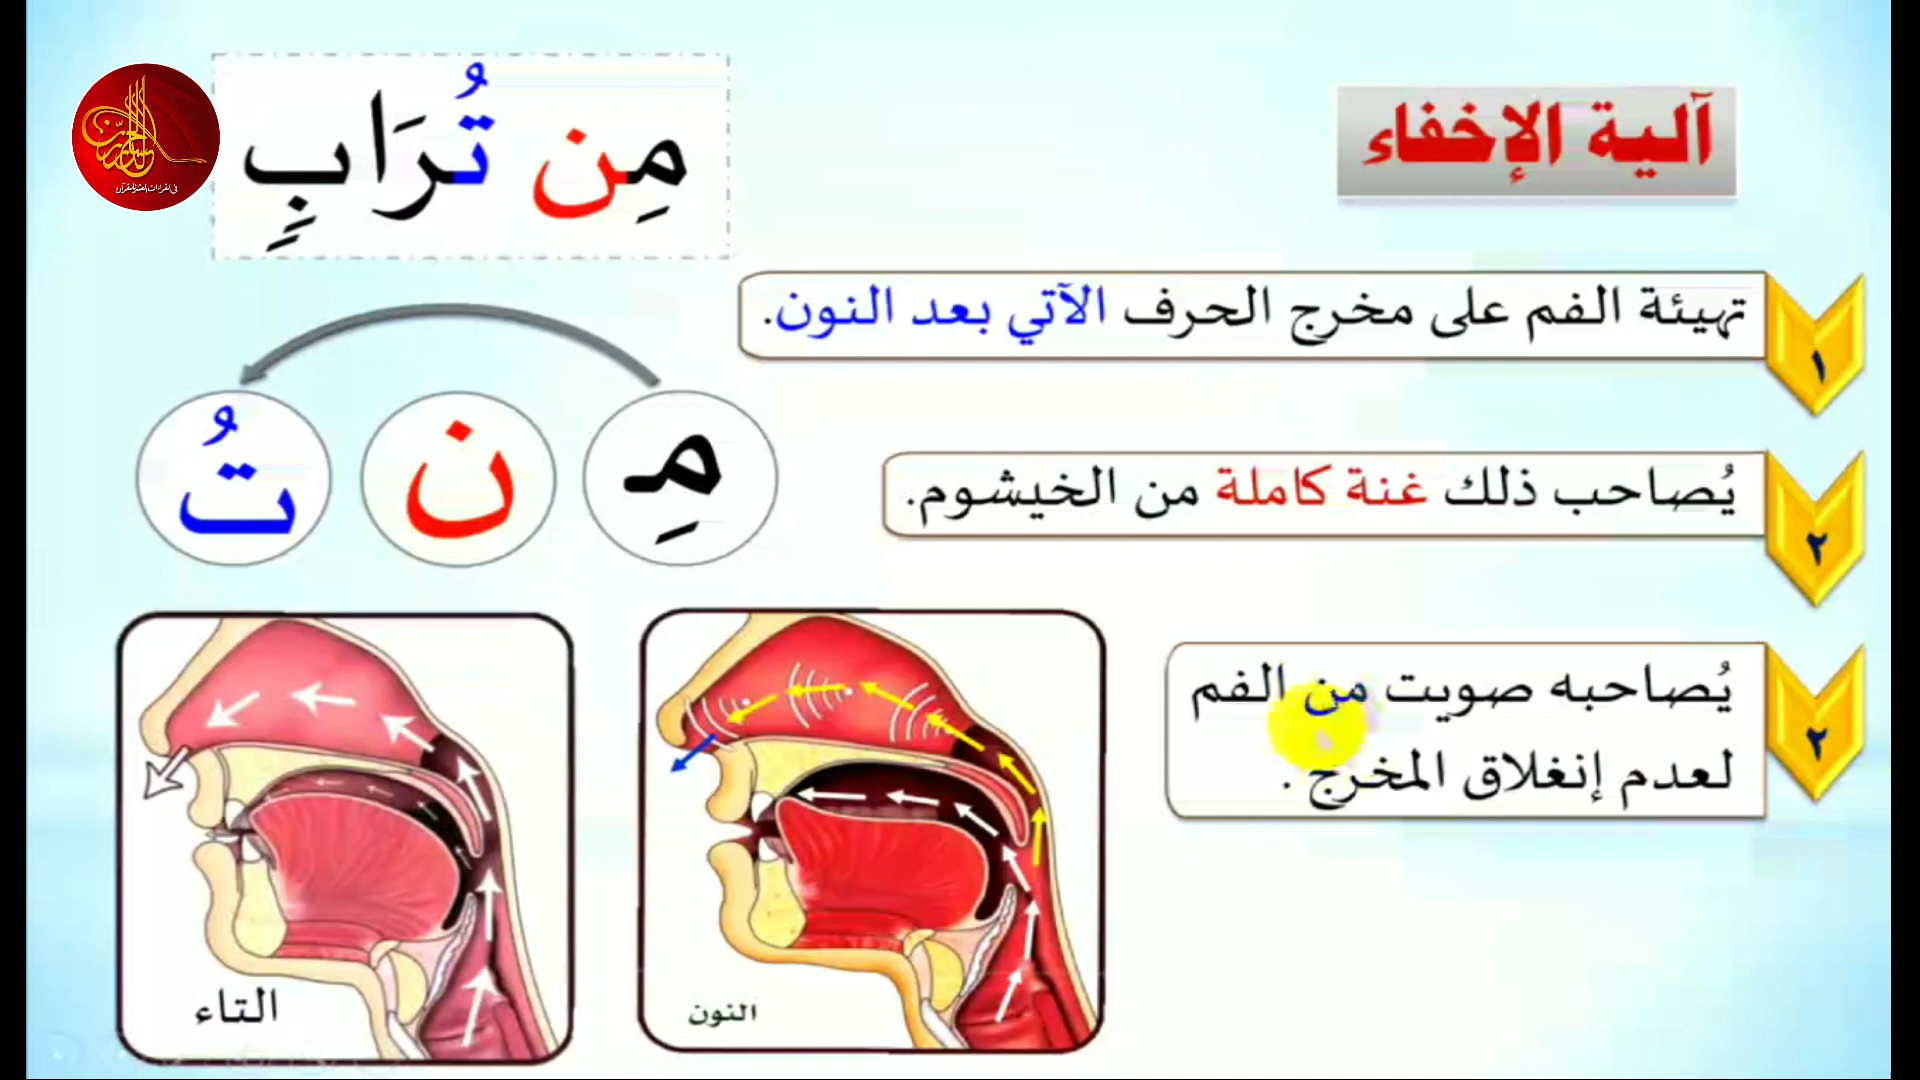 آلية الإخفاء
مِن تُرَابٍ
١
تهيئة الفم على مخرج الحرف الآتي بعد النون.
مِ
ن
تُ
٢
يُصاحب ذلك غنة كاملة من الخيشوم.
٢
يُصاحبه صويت من الفم
لعدم إنغلاق المخرج .
النون
التاء